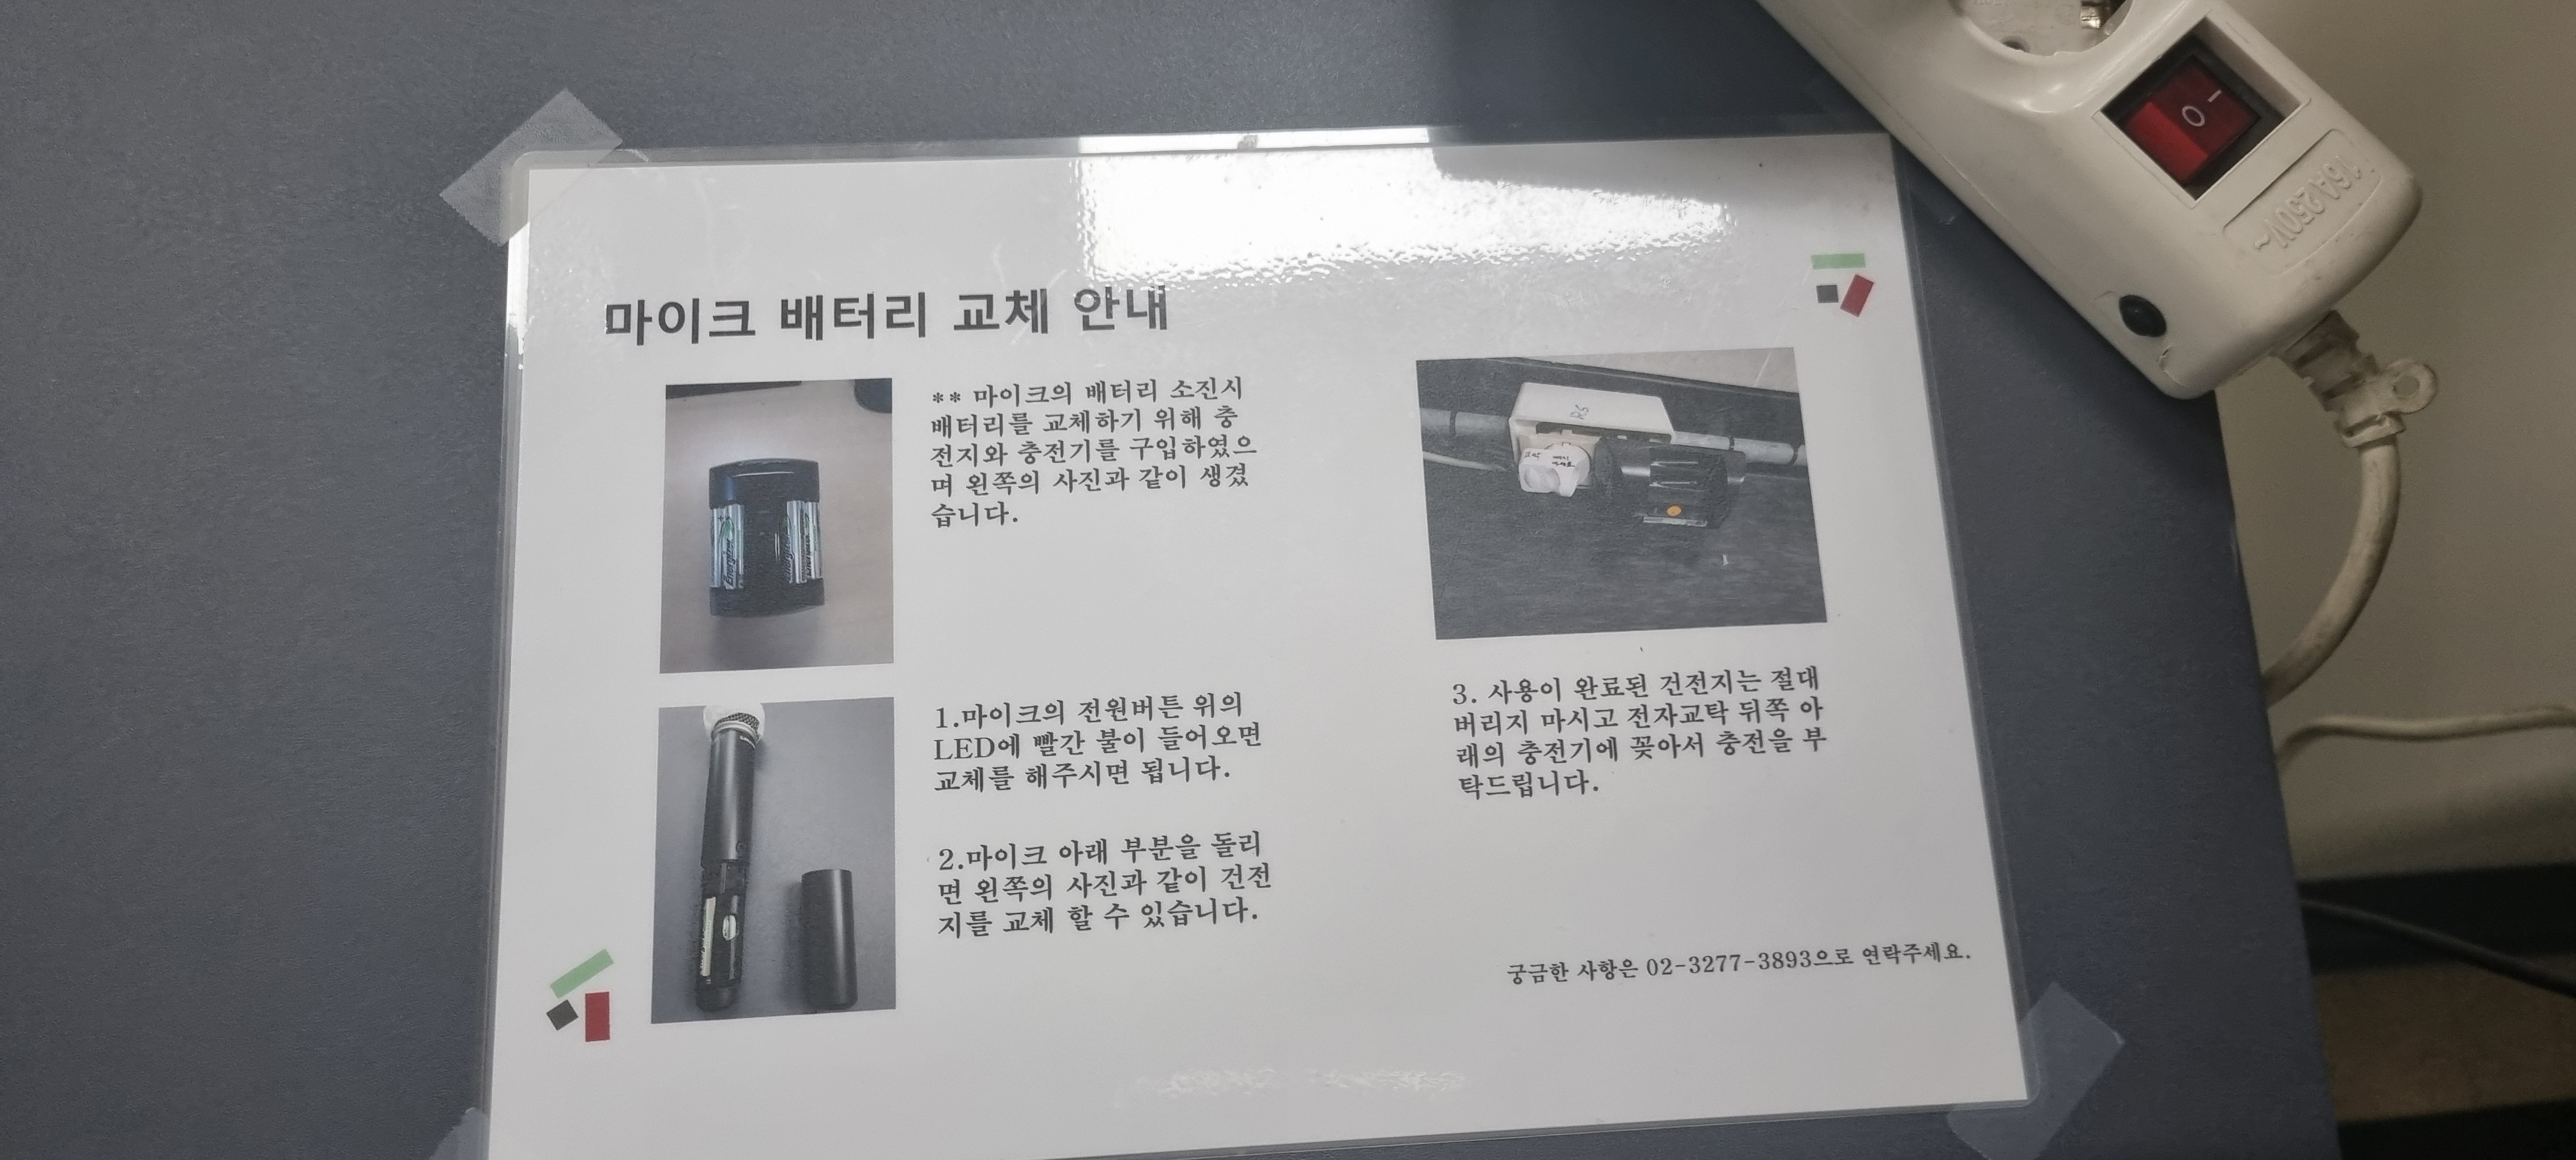 마이크 배터리 교체 안내
** 마이크의 배터리 소진시
배터리를 교체하기 위해 충
전지와 충전기를 구입하였으
며 왼쪽의 사진과 같이 생겼
습니다.
1.마이크의 전원버튼 위의
LED에 빨간 불이 들어오면
교체를 해주시면 됩니다.
2.마이크 아래 부분을 돌리
면 왼쪽의 사진과 같이 건전
지를 교체 할 수 있습니다.
RS
3. 사용이 완료된 건전지는 절대
버리지 마시고 전자교탁 뒤쪽 아
래의 충전기에 꽂아서 충전을 부
탁드립니다.
궁금한 사항은 02-3277-3893으로 연락주세요.
16A 250V~